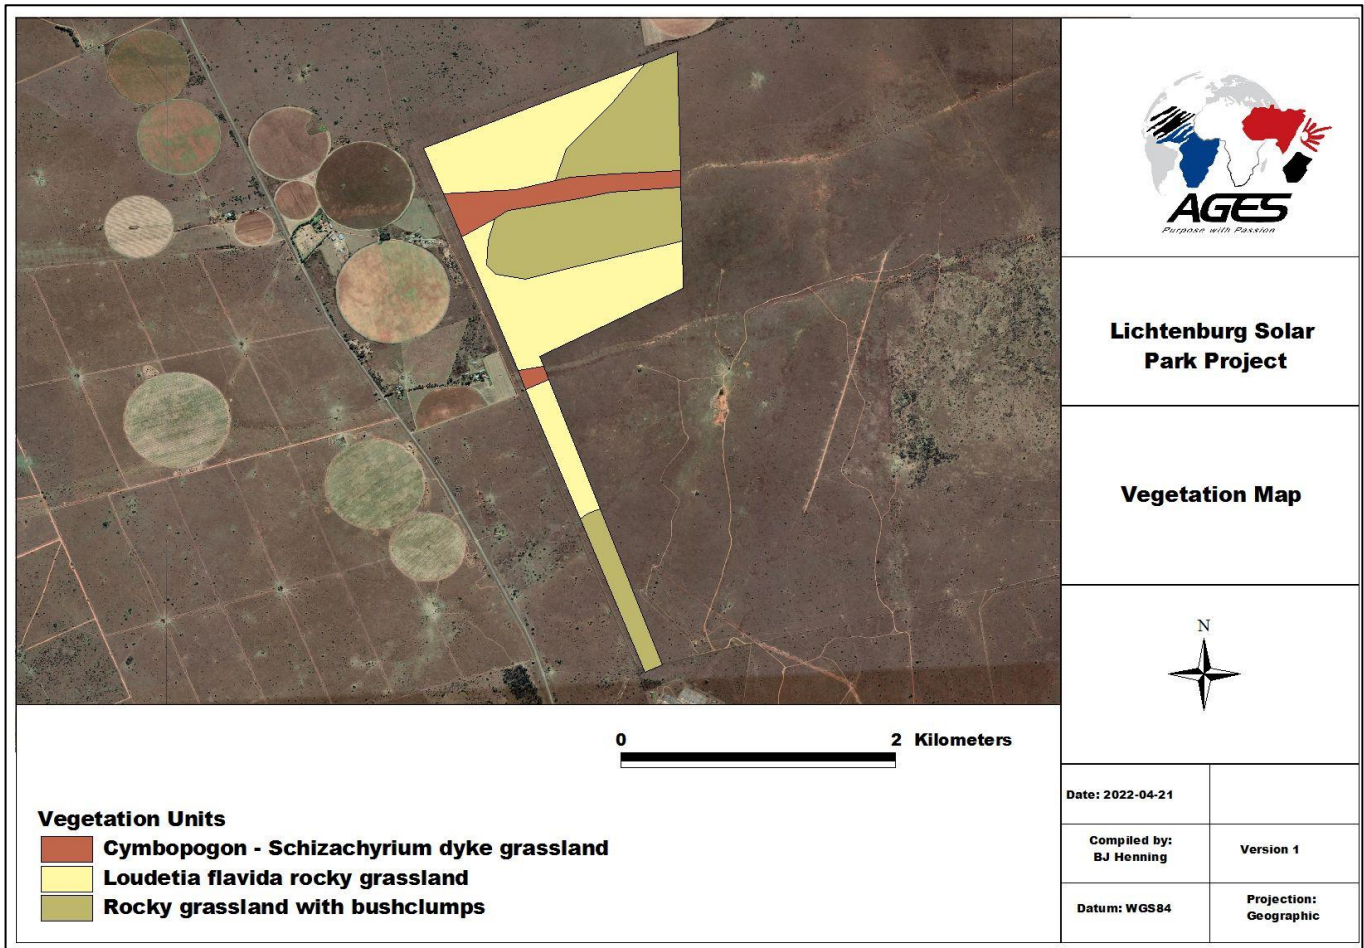 AGES
Purpose with Passion
Lichtenburg Solar
Park Project
Vegetation Map
N
0 2 Kilometers
Vegetation Units
Cymbopogon - Schizachyrium dyke grassland
Loudetia flavida rocky grassland
Rocky grassland with bushclumps
Date: 2022-04-21
Compiled by:
BJ Henning
Version 1
Datum: WGS84
Projection:
Geographic